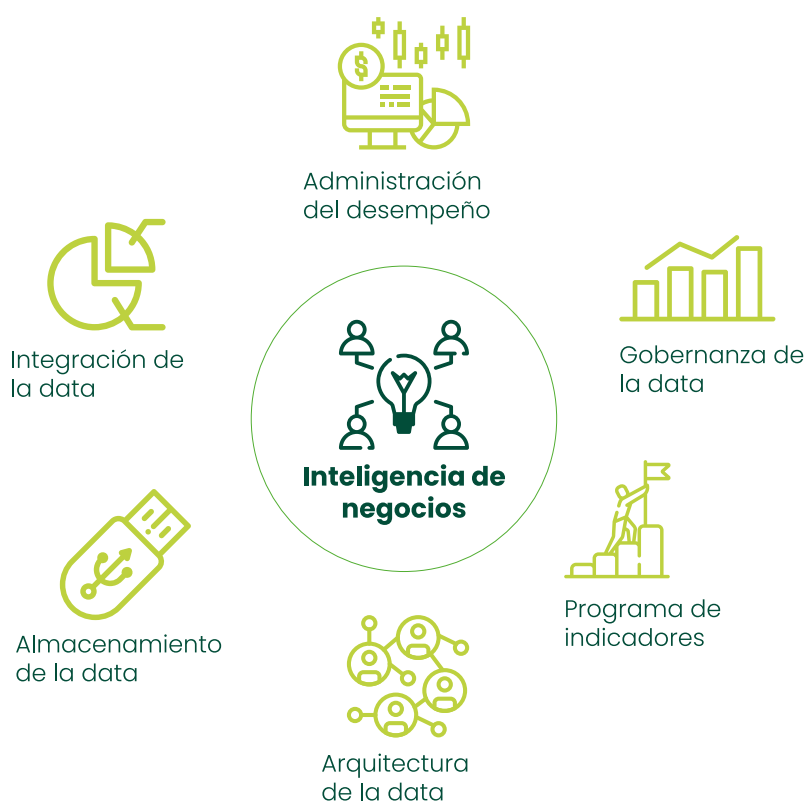 $
Administración
del desempeño
Integración de
la data
Gobernanza de
la data
Inteligencia de
negocios
Almacenamiento
de la data
Programa de
indicadores
Arquitectura
de la data